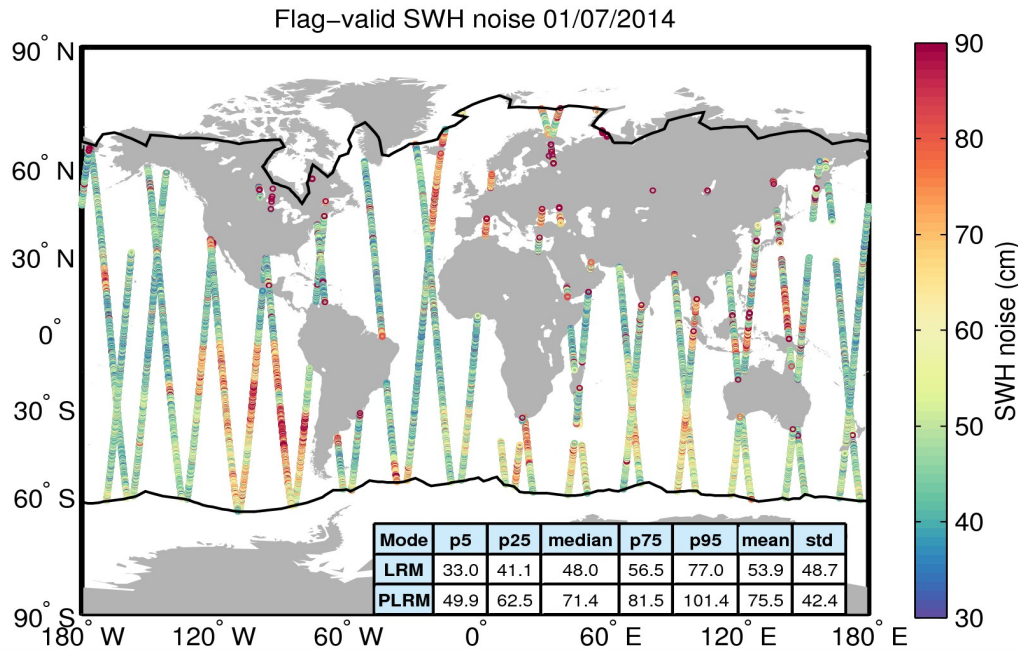 Flag−valid SWH noise 01/07/2014
90° N
60° N
30° N
0°
30° S
60° S
90° S
180° W
120° W
60° W
0°
60° E
120° E
180° E
90
80
70
60
50
40
30
SWH noise (cm)
Mode p5 p25 median p75 p95 mean std
LRM 33.0 41.1 48.0 56.5 77.0 53.9 48.7
PLRM 49.9 62.5 71.4 81.5 101.4 75.5 42.4